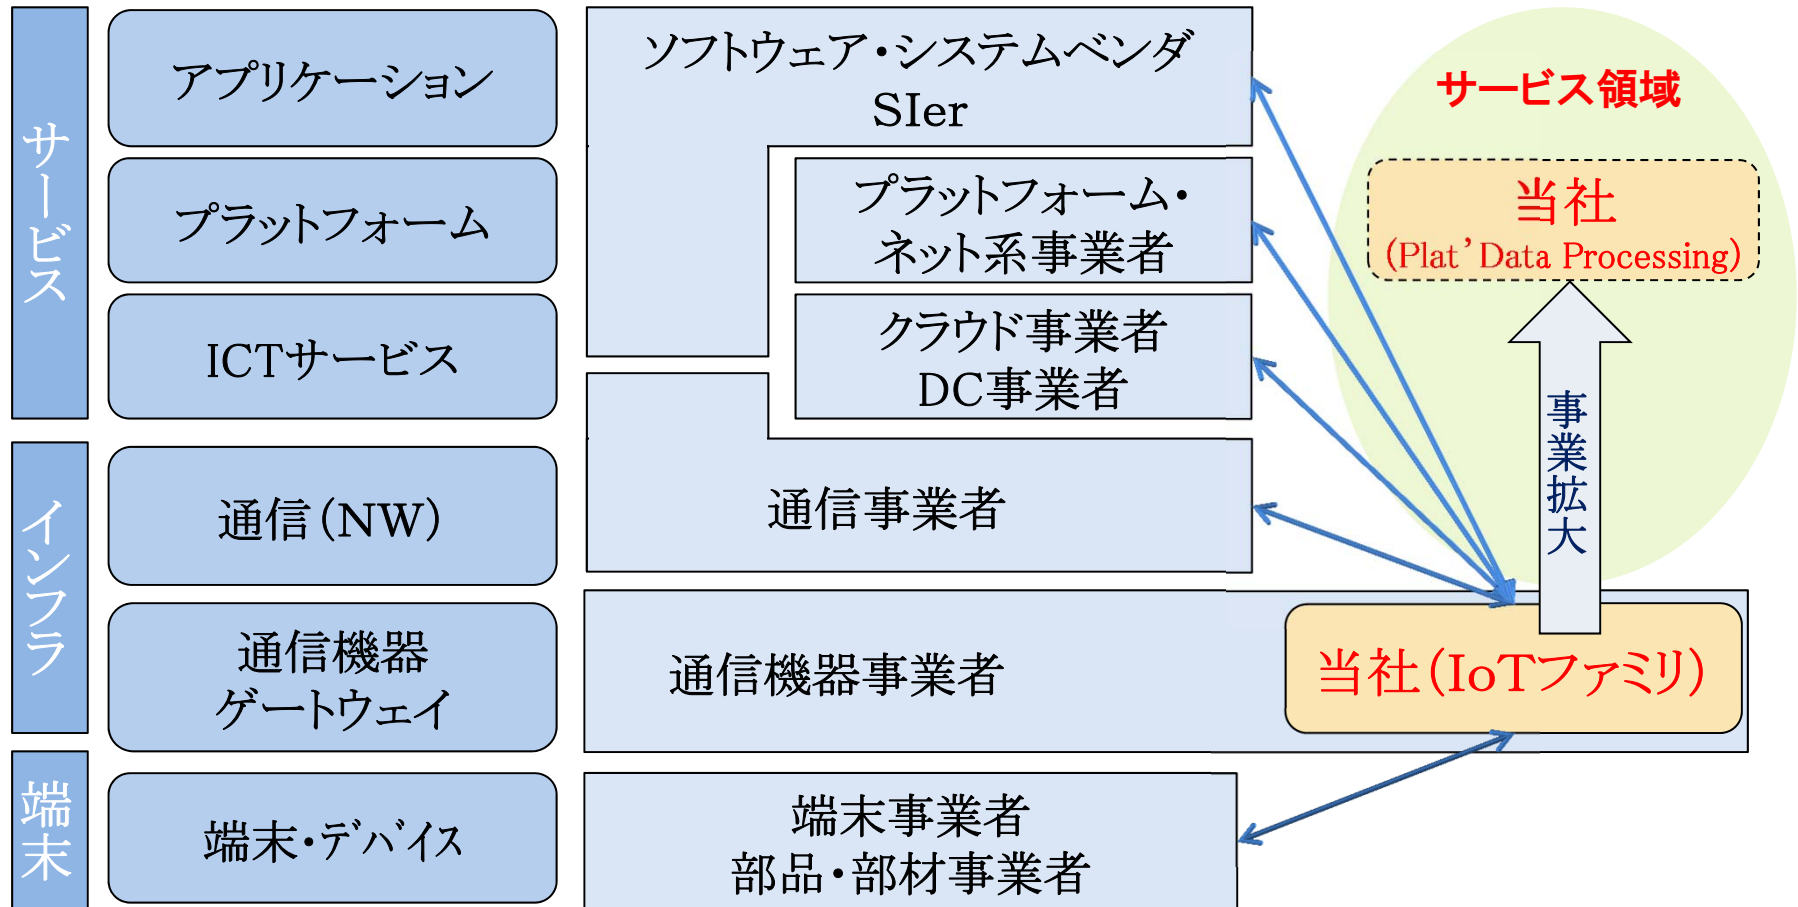 サービス
アプリケーション
プラットフォーム
ICTサービス
インフラ
通信(NW)
通信機器
ゲートウェイ
端末
端末・デバイス
ソフトウェア・システムベンダ
SIer
プラットフォーム・
ネット系事業者
クラウド事業者
DC事業者
通信事業者
通信機器事業者
端末事業者
部品・部材事業者
サービス領域
当社
(Plat’Data Processing)
事業拡大
当社(IoTファミリ)